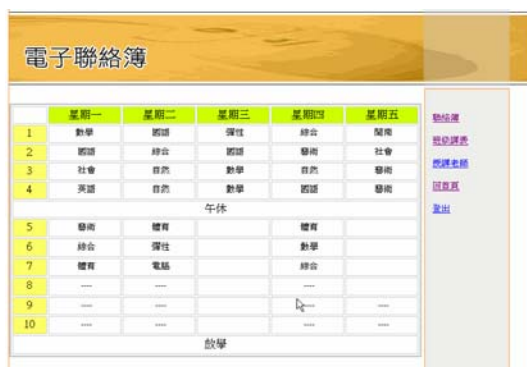 電子聯絡簿
星期一 星期二 星期三 星期四 星期五
1 數學 國語 彈性 綜合 閩南
2 國語 綜合 國語 藝術 社會
3 社會 自然 數學 自然 藝術
4 英語 自然 數學 國語 藝術
午休
5 藝術 體育 體育
6 綜合 彈性 數學
7 體育 電腦 綜合
8 ---- ---- ----
9 ---- ---- ---- ----
10 ---- ---- ---- ----
放學
聯絡簿
班級課表
授課老師
回首頁
登出